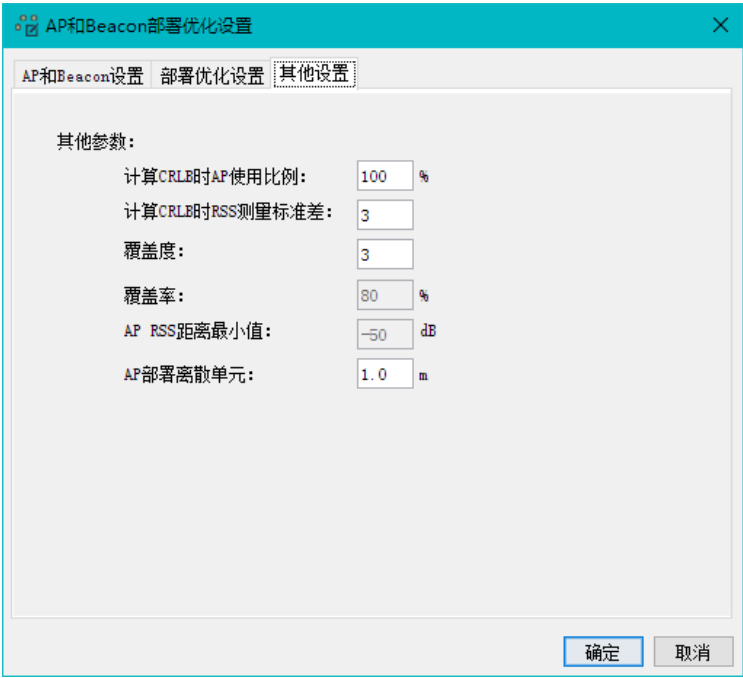 AP和Beacon部署优化设置
AP和Beacon设置 部署优化设置 其他设置
其他参数:
计算CRLB时AP使用比例: 100 %
计算CRLB时RSS测量标准差: 3
覆盖度: 3
覆盖率: 80 %
AP RSS距离最小值: -50 dB
AP部署离散单元: 1.0 m
确定 取消